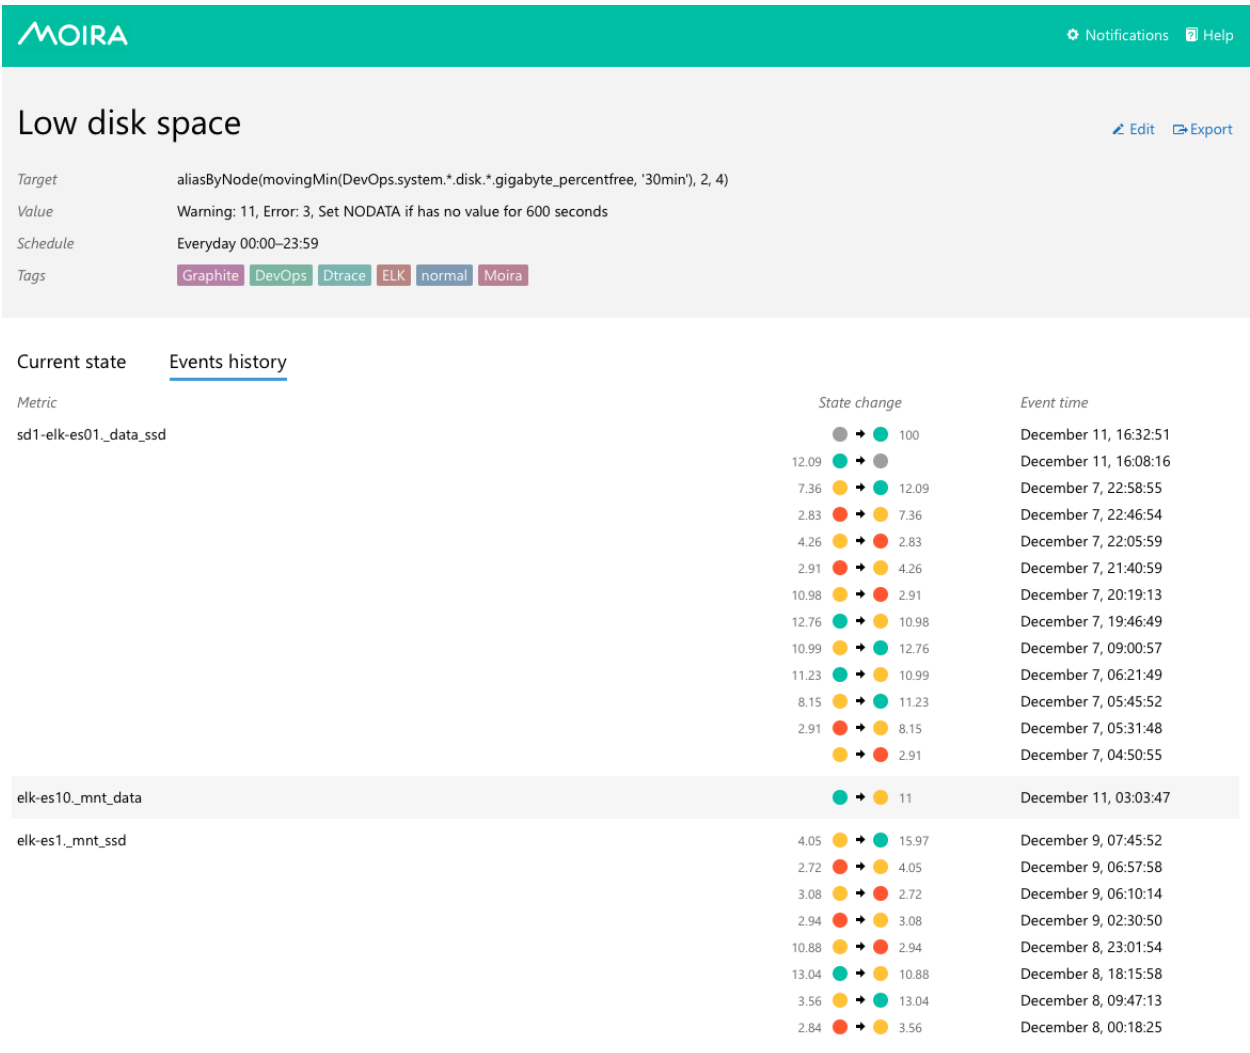 MOIRA
Notifications Help
Low disk space
Edit Export
Target aliasByNode(movingMin(DevOps.system.*.disk.*.gigabyte_percentfree, '30min'), 2, 4)
Value Warning: 11, Error: 3, Set NODATA if has no value for 600 seconds
Schedule Everyday 00:00–23:59
Tags Graphite DevOps Dtrace ELK normal Moira
Current state Events history
Metric State change Event time
sd1-elk-es01._data_ssd 100 December 11, 16:32:51
12.09 December 11, 16:08:16
7.36 12.09 December 7, 22:58:55
2.83 7.36 December 7, 22:46:54
4.26 2.83 December 7, 22:05:59
2.91 4.26 December 7, 21:40:59
10.98 2.91 December 7, 20:19:13
12.76 10.98 December 7, 19:46:49
10.99 12.76 December 7, 09:00:57
11.23 10.99 December 7, 06:21:49
8.15 11.23 December 7, 05:45:52
2.91 8.15 December 7, 05:31:48
2.91 December 7, 04:50:55
elk-es10._mnt_data 11 December 11, 03:03:47
elk-es1._mnt_ssd 4.05 15.97 December 9, 07:45:52
2.72 4.05 December 9, 06:57:58
3.08 2.72 December 9, 06:10:14
2.94 3.08 December 9, 02:30:50
10.88 2.94 December 8, 23:01:54
13.04 10.88 December 8, 18:15:58
3.56 13.04 December 8, 09:47:13
2.84 3.56 December 8, 00:18:25